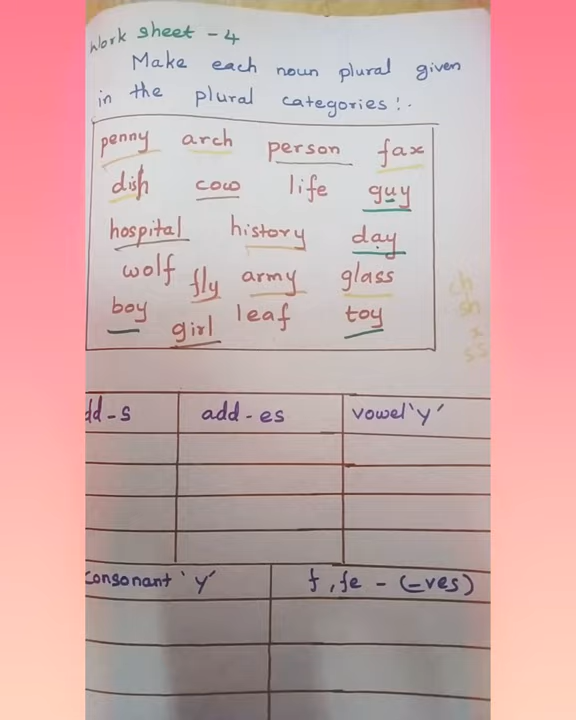 Work sheet - 4
Make each noun plural given
in the plural categories!.
penny arch person fax
dish cow life guy
hospital history day
wolf fly army glass
boy girl leaf toy
ch
sh
x
ss
dd-s add-es vowel 'y'
consonant 'y' f, fe - (-ves)